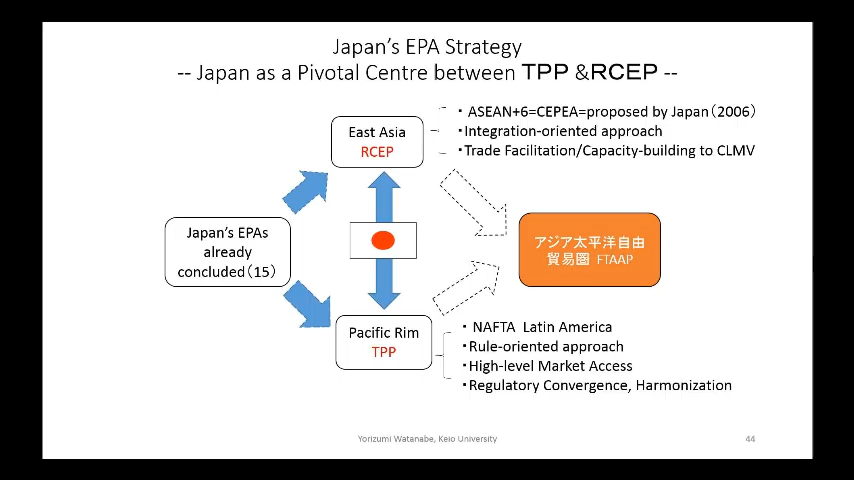 Japan's EPA Strategy
-- Japan as a Pivotal Centre between TPP &RCEP --
East Asia
RCEP
・ASEAN+6=CEPEA=proposed by Japan（2006）
・Integration-oriented approach
・Trade Facilitation/Capacity-building to CLMV
Japan's EPAs
already
concluded（15）
アジア太平洋自由
貿易圏 FTAAP
Pacific Rim
TPP
・NAFTA Latin America
・Rule-oriented approach
・High-level Market Access
・Regulatory Convergence, Harmonization
Yorizumi Watanabe, Keio University
44